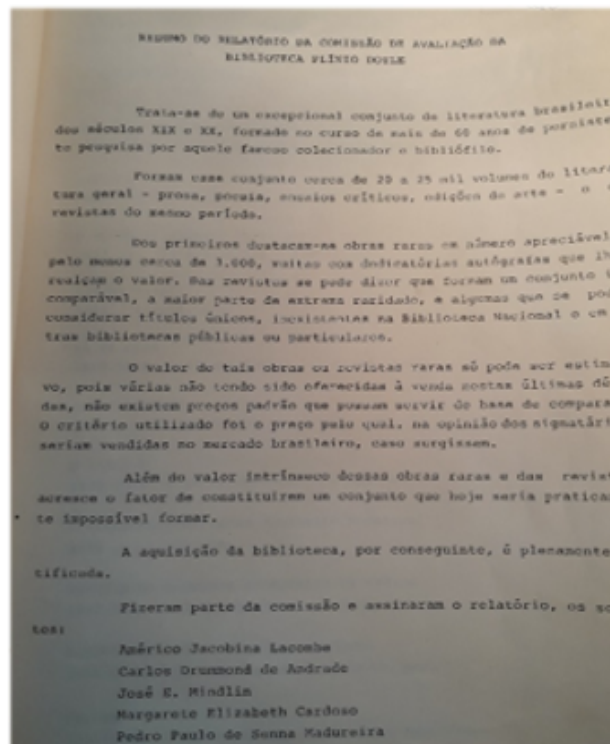 RESUMO DO RELATÓRIO DA COMISSÃO DE AVALIAÇÃO DA
BIBLIOTECA PLÍNIO DOYLE
Trata-se de um excepcional conjunto de literatura brasileir
dos séculos XIX e XX, formado no curso de mais de 60 anos de persisten
te pesquisa por aquele famoso colecionador e bibliófilo.
Formam esse conjunto cerca de 20 a 25 mil volumes de litera
tura geral - prosa, poesia, ensaios críticos, edições de arte - e
revistas do mesmo período.
Dos primeiros destacam-se obras raras em número apreciável
pelo menos cerca de 3.000, muitas com dedicatórias autógrafas que lh
realçam o valor. Das revistas se pode dizer que formam um conjunto
comparável, a maior parte de extrema raridade, e algumas que se pod
considerar títulos únicos, inexistentes na Biblioteca Nacional o em
tras bibliotecas públicas ou particulares.
O valor de tais obras ou revistas raras só pode ser estima
vo, pois várias não tendo sido oferecidas à venda nestas últimas dé
das, não existem preços padrão que possam servir de base de compara
O critério utilizado foi o preço pelo qual, na opinião dos signatári
seriam vendidas no mercado brasileiro, caso surgissem.
Além do valor intrínseco dessas obras raras e das revist
acresce o fator de constituírem um conjunto que hoje seria pratica
te impossível formar.
A aquisição da biblioteca, por conseguinte, é plenamente
tificada.
Fizeram parte da comissão e assinaram o relatório, os se
tes:
Américo Jacobina Lacombe
Carlos Drummond de Andrade
José E. Mindlin
Margarete Elizabeth Cardoso
Pedro Paulo de Senna Madureira